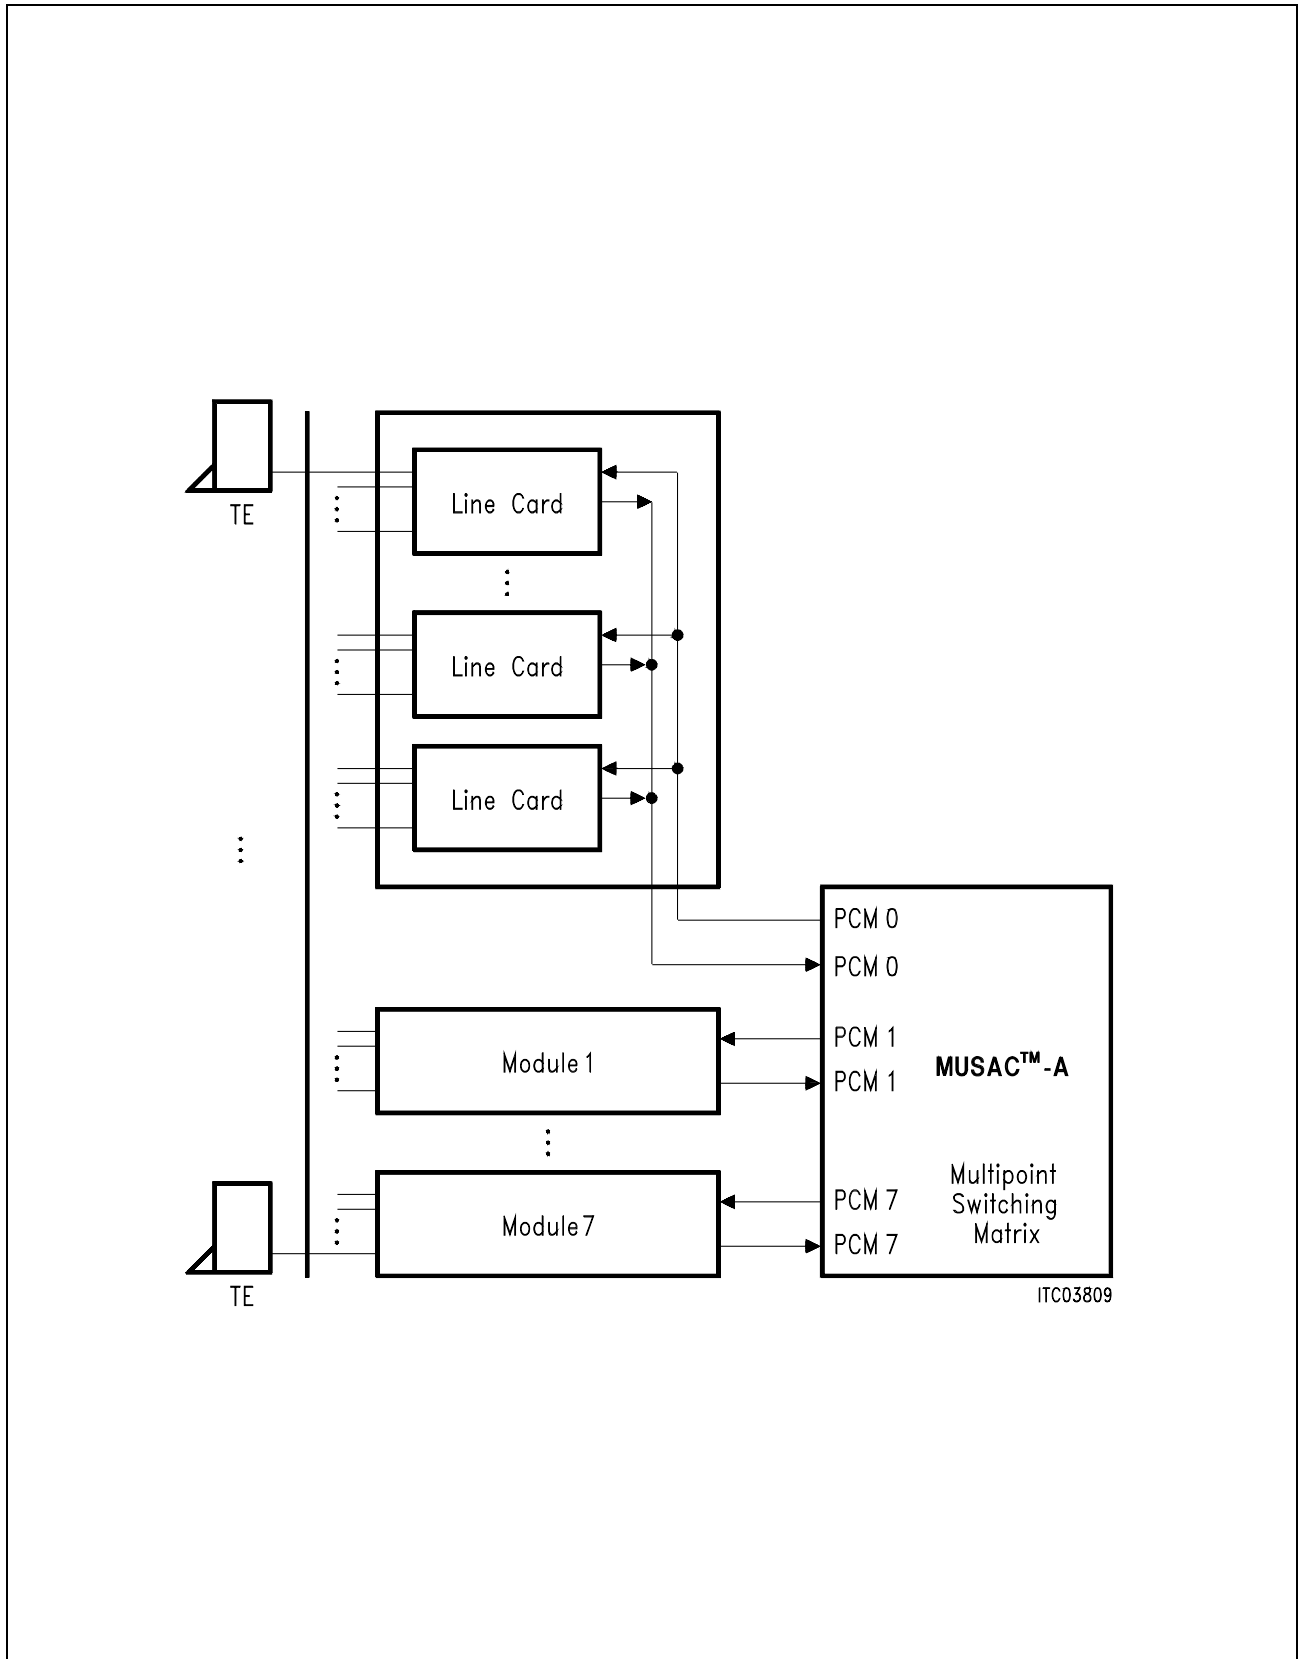 TE
Line Card
Line Card
Line Card
PCM 0
PCM 0
PCM 1
PCM 1
MUSAC™-A
Module 1
Multipoint
Switching
Matrix
PCM 7
PCM 7
Module 7
TE
ITC03809